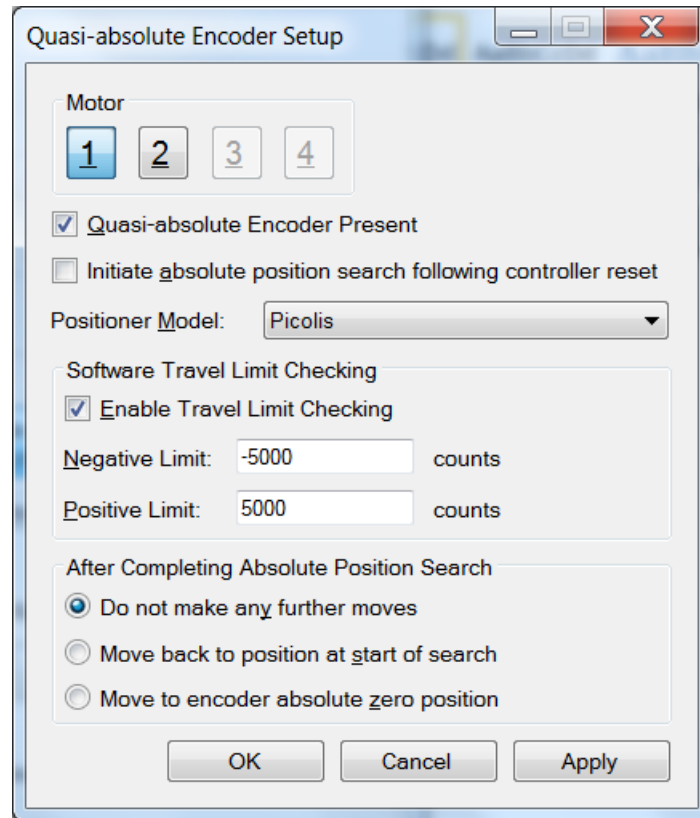 Quasi-absolute Encoder Setup
Motor
1 2 3 4
Quasi-absolute Encoder Present
Initiate absolute position search following controller reset
Positioner Model: Picolis
Software Travel Limit Checking
Enable Travel Limit Checking
Negative Limit: -5000 counts
Positive Limit: 5000 counts
After Completing Absolute Position Search
Do not make any further moves
Move back to position at start of search
Move to encoder absolute zero position
OK Cancel Apply